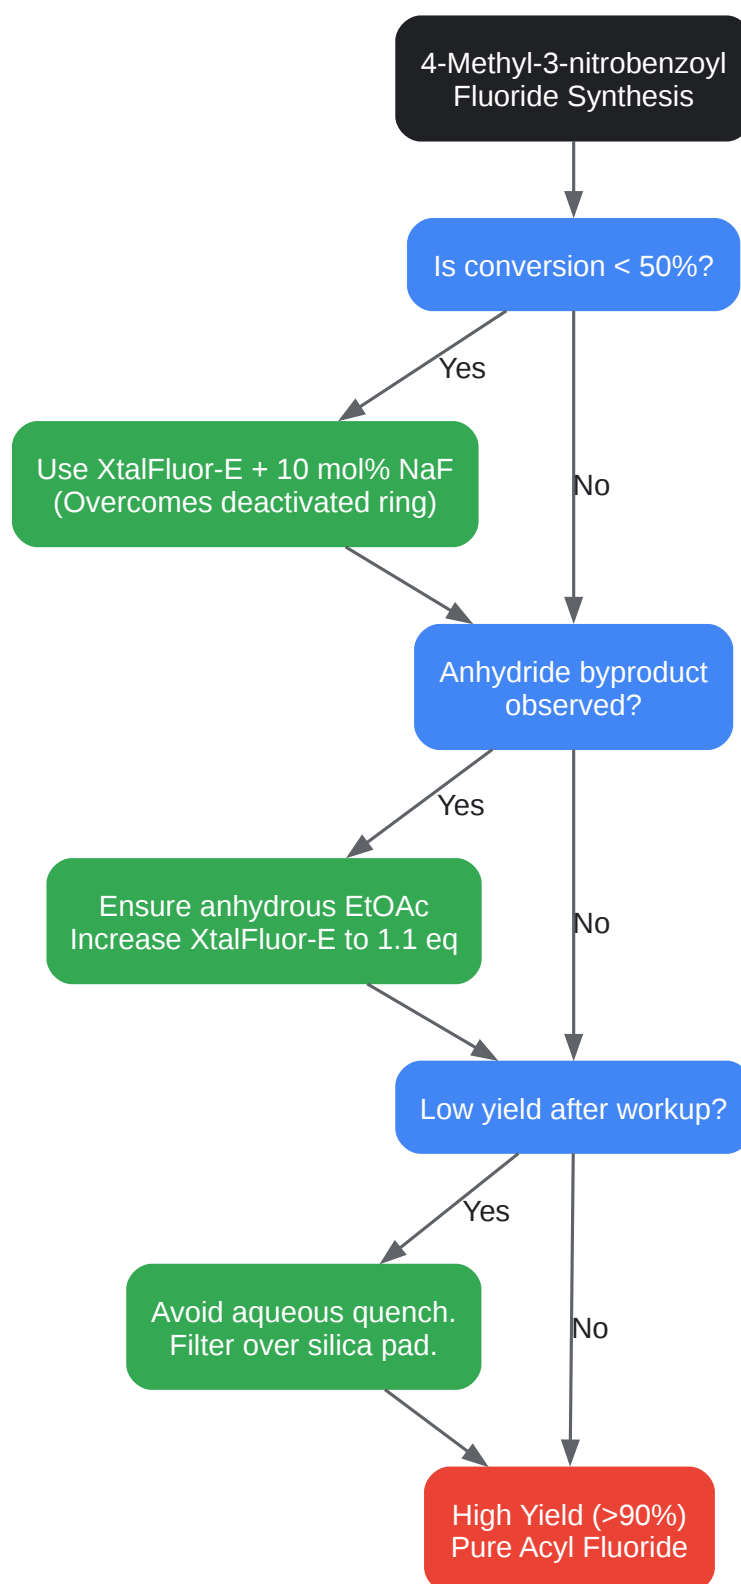 4-Methyl-3-nitrobenzoyl
Fluoride Synthesis
Is conversion < 50%?
Yes
Use XtalFluor-E + 10 mol% NaF
(Overcomes deactivated ring)
No
Anhydride byproduct
observed?
Yes
Ensure anhydrous EtOAc
Increase XtalFluor-E to 1.1 eq
No
Low yield after workup?
Yes
Avoid aqueous quench.
Filter over silica pad.
No
High Yield (>90%)
Pure Acyl Fluoride